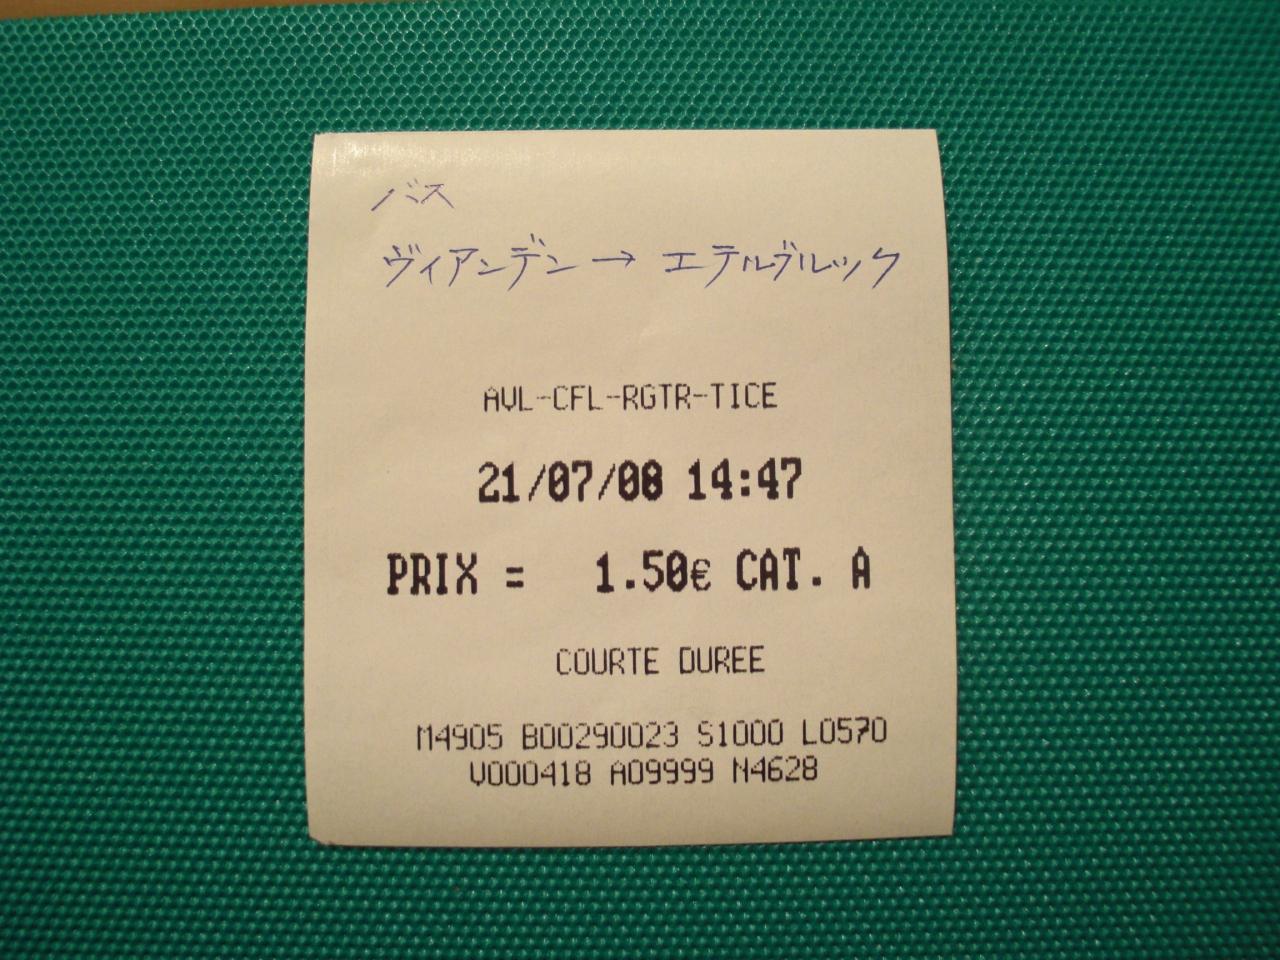 バス
ヴィアンデン → エテルブルック
AVL-CFL-RGTR-TICE
21/07/08 14:47
PRIX = 1.50€ CAT. A
COURTE DUREE
M4905 B00290023 S1000 L0570
V000418 A09999 N4628